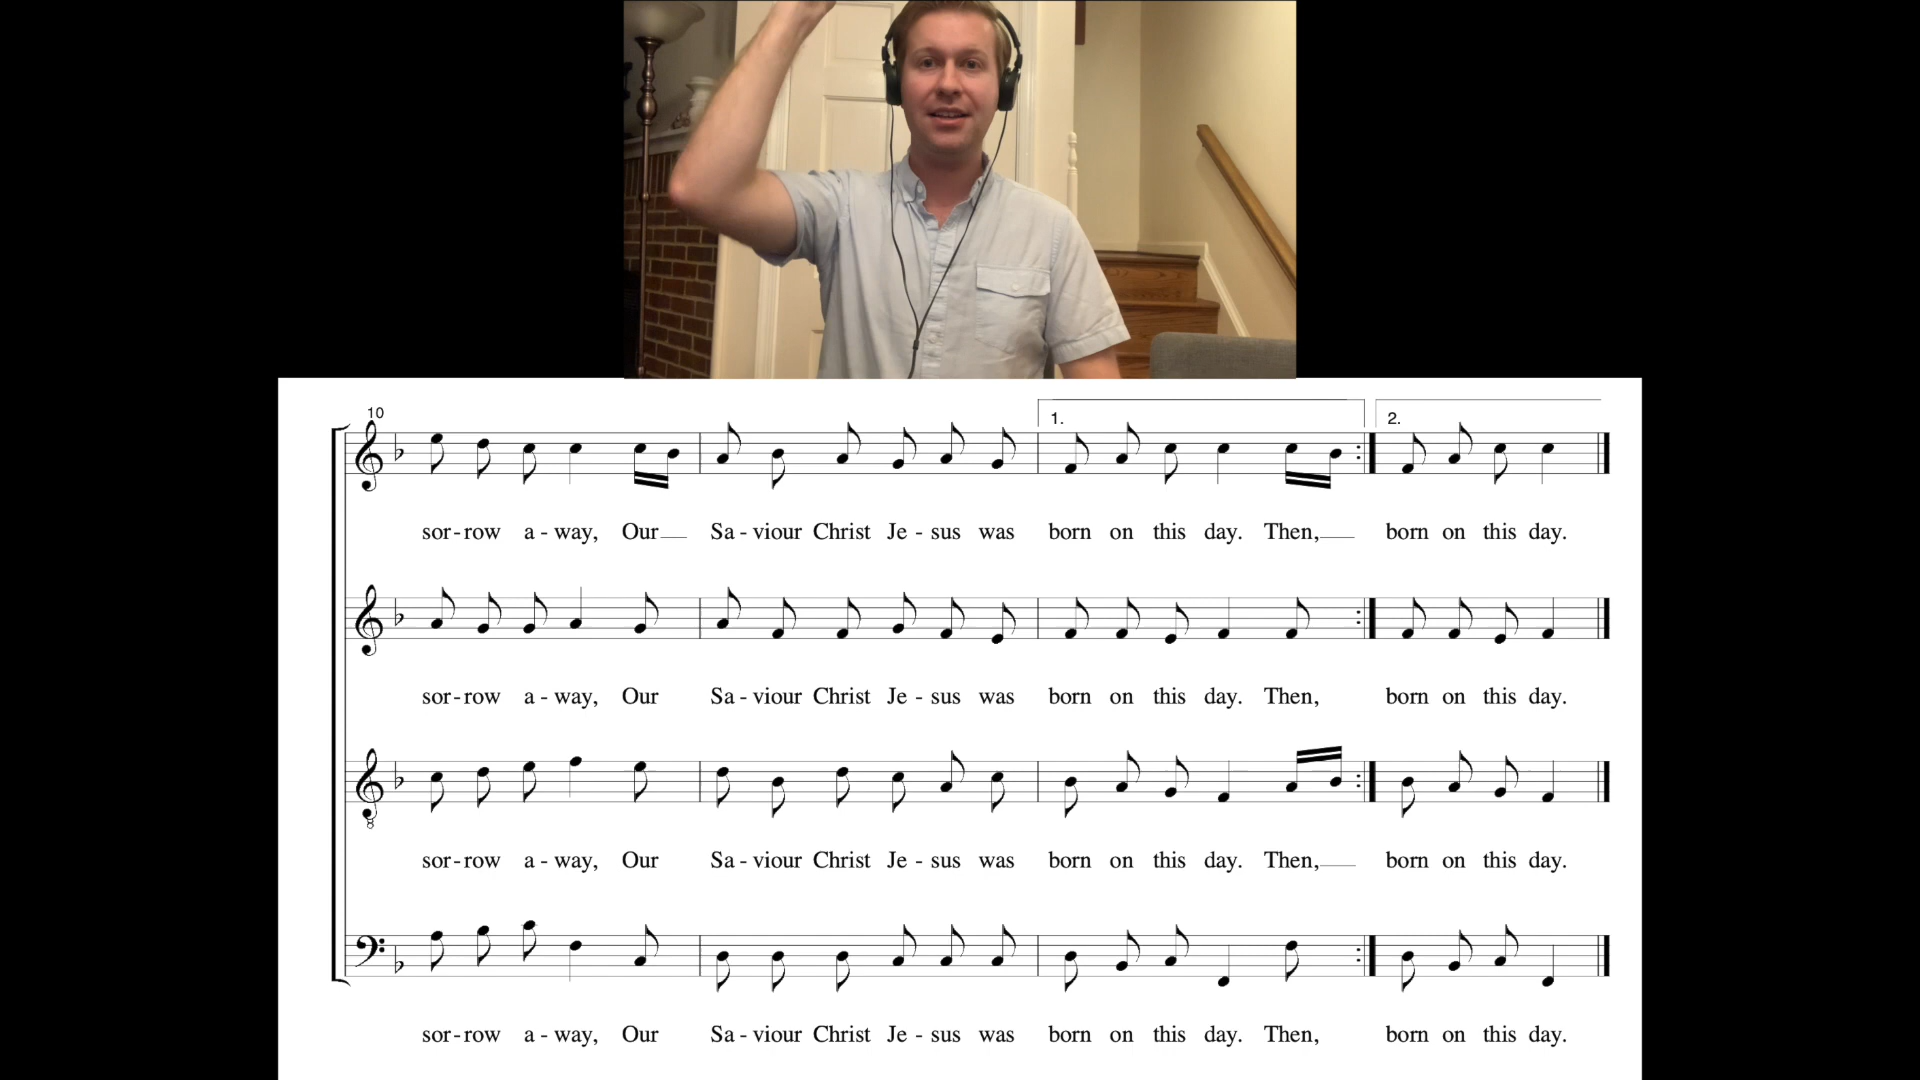 10
1.
2.
sor-row a-way, Our Sa-viour Christ Je-sus was born on this day. Then, born on this day.
sor-row a-way, Our Sa-viour Christ Je-sus was born on this day. Then, born on this day.
8
sor-row a-way, Our Sa-viour Christ Je-sus was born on this day. Then, born on this day.
sor-row a-way, Our Sa-viour Christ Je-sus was born on this day. Then, born on this day.